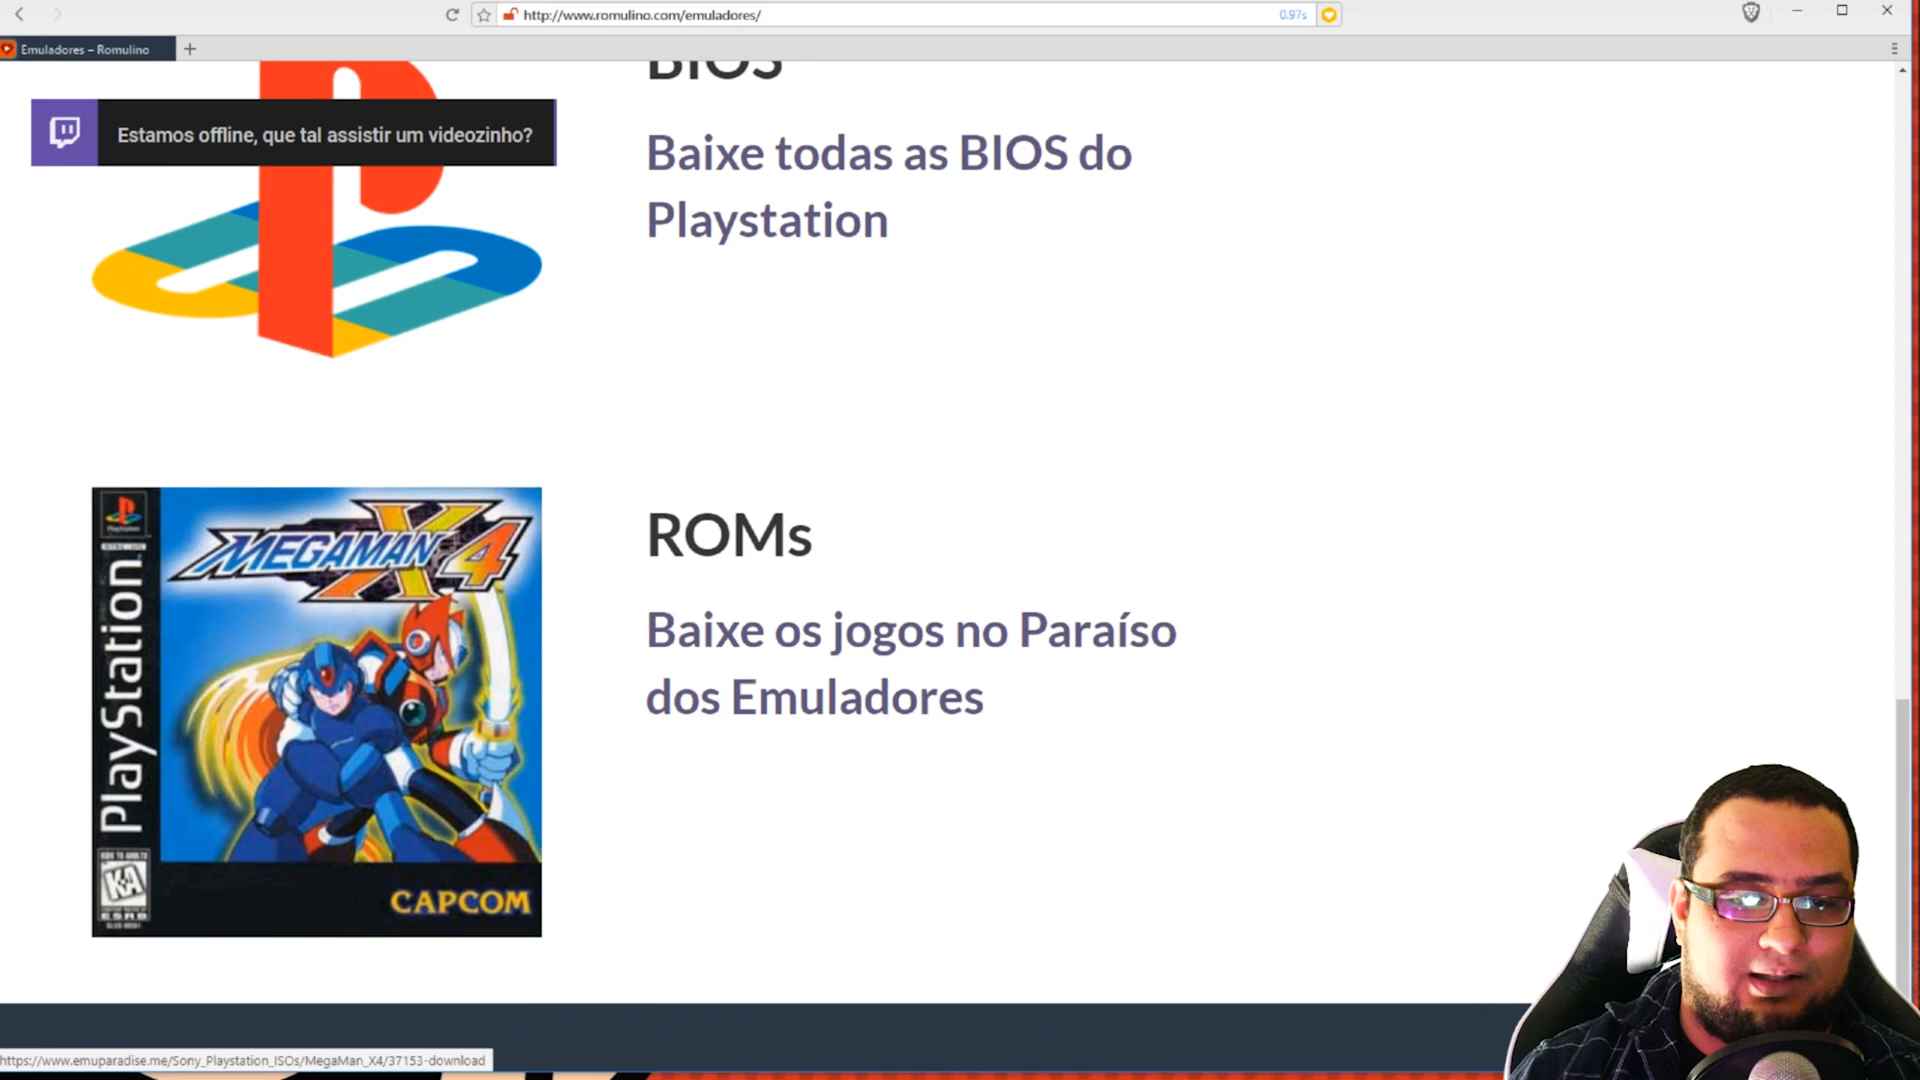 http://www.romulino.com/emuladores/
0.97s
Emuladores – Romulino
BIOS
Estamos offline, que tal assistir um videozinho?
Baixe todas as BIOS do
Playstation
PlayStation
MEGAMAN X4
KA
CAPCOM
ROMs
Baixe os jogos no Paraíso
dos Emuladores
https://www.emuparadise.me/Sony_Playstation_ISOs/MegaMan_X4/37153-download